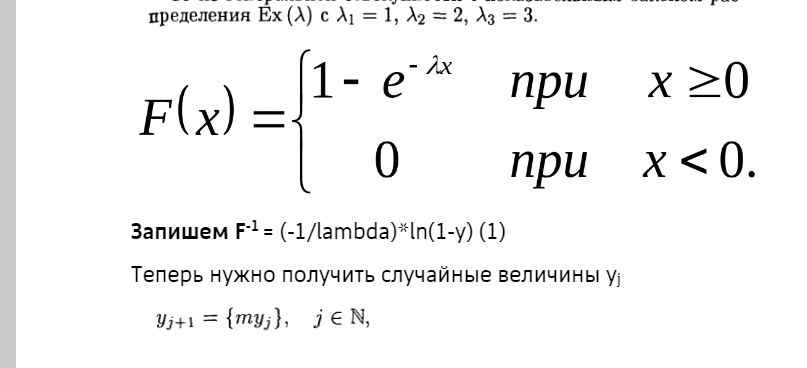 пределения Ex (λ) с λ₁ = 1, λ₂ = 2, λ₃ = 3.
F(x) = { 1 - e^{- λx} при x ≥0
0 при x < 0.
Запишем F⁻¹ = (-1/lambda)*ln(1-y) (1)
Теперь нужно получить случайные величины yⱼ
yⱼ₊₁ = {myⱼ}, j ∈ ℕ,